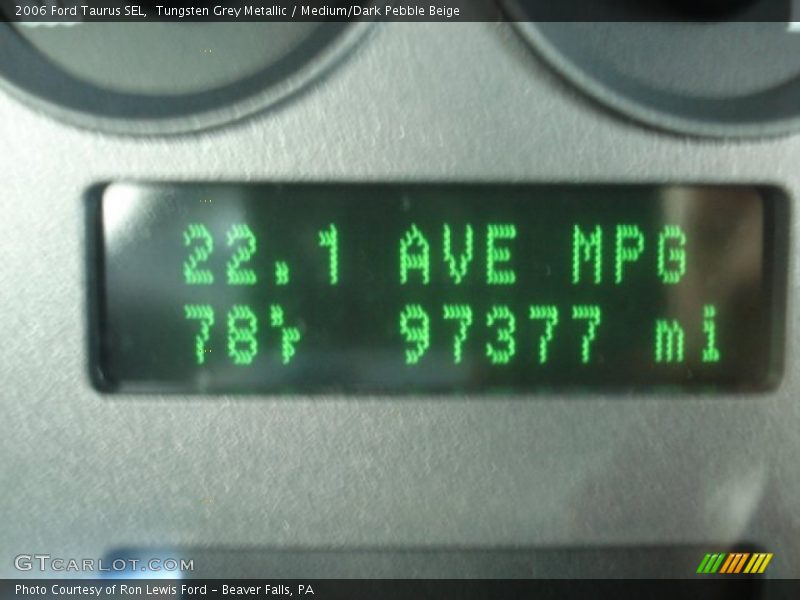 2006 Ford Taurus SEL, Tungsten Grey Metallic / Medium/Dark Pebble Beige
22.1 AVE MPG
78°F 97377 mi
GTCARLOT.COM
Photo Courtesy of Ron Lewis Ford - Beaver Falls, PA